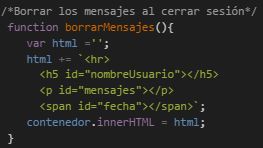 /*Borrar los mensajes al cerrar sesión*/
function borrarMensajes(){
var html ='';
html += `<hr>
<h5 id="nombreUsuario"></h5>
<p id="mensajes"></p>
<span id="fecha"></span>`;
contenedor.innerHTML = html;
}